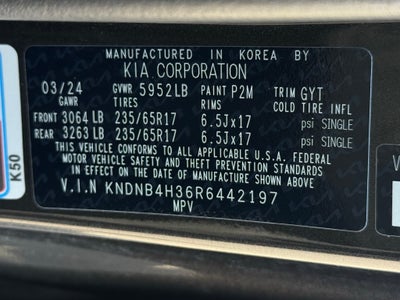 MANUFACTURED IN KOREA BY
KIA CORPORATION
03/24 GVWR 5952LB PAINT P2M TRIM GYT
GAWR TIRES RIMS COLD TIRE INFL
FRONT 3064 LB 235/65R17 6.5Jx17 psi SINGLE
REAR 3263 LB 235/65R17 6.5Jx17 psi SINGLE
THIS VEHICLE CONFORMS TO ALL APPLICABLE U.S.A. FEDERAL
MOTOR VEHICLE SAFETY AND THEFT PREVENTION STANDARDS
IN EFFECT ON THE DATE OF MANUFACTURE SHOWN ABOVE.
V.I.N KNDNB4H36R6442197
MPV
K50
V